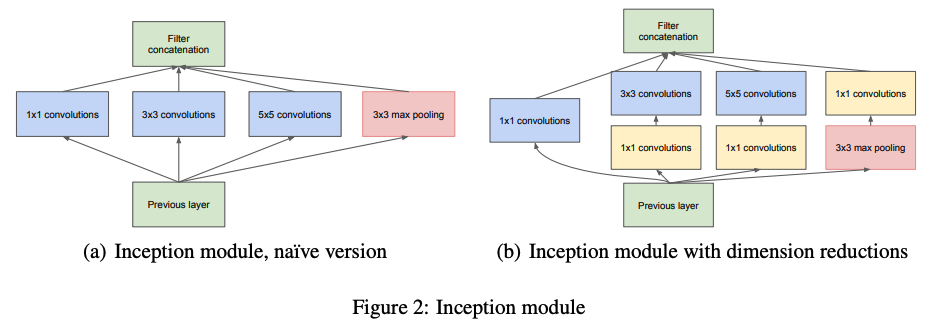 Filter
concatenation
1x1 convolutions
3x3 convolutions
5x5 convolutions
3x3 max pooling
Previous layer
(a) Inception module, naïve version
Filter
concatenation
3x3 convolutions
5x5 convolutions
1x1 convolutions
1x1 convolutions
1x1 convolutions
1x1 convolutions
3x3 max pooling
Previous layer
(b) Inception module with dimension reductions
Figure 2: Inception module